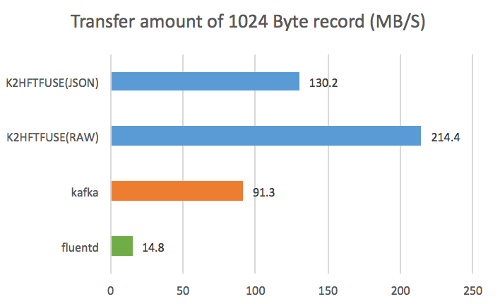 Transfer amount of 1024 Byte record (MB/S)
K2HFTFUSE(JSON) 130.2
K2HFTFUSE(RAW) 214.4
kafka 91.3
fluentd 14.8
0 50 100 150 200 250